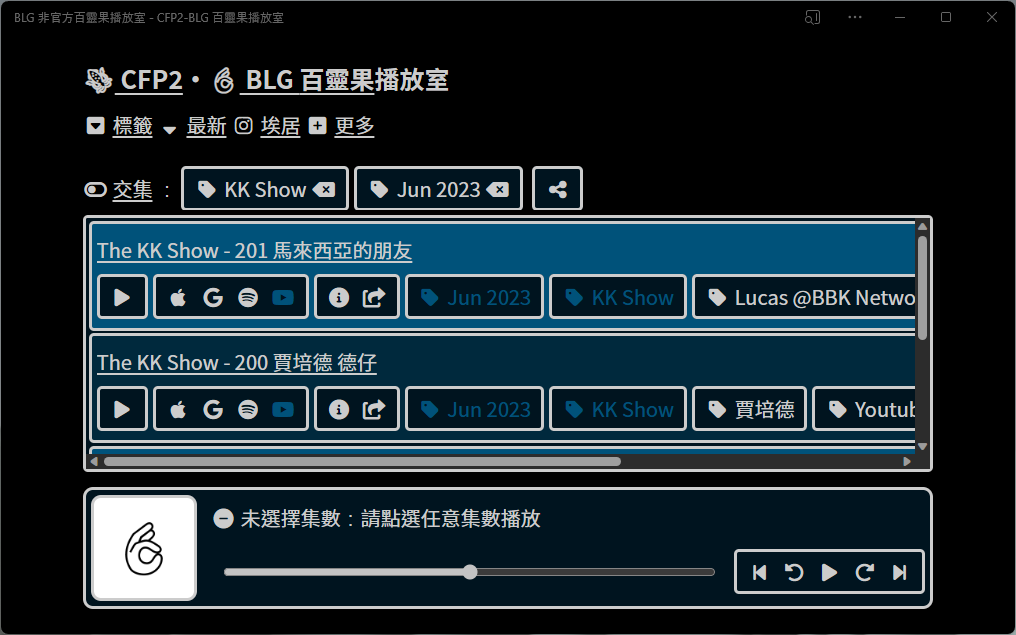 BLG 非官方百靈果播放室 - CFP2-BLG 百靈果播放室
CFP2・ BLG 百靈果播放室
標籤 最新 埃居 更多
交集 : KK Show Jun 2023
The KK Show - 201 馬來西亞的朋友
Jun 2023 KK Show Lucas @BBK Netwo
The KK Show - 200 賈培德 德仔
Jun 2023 KK Show 賈培德 Youtub
未選擇集數：請點選任意集數播放